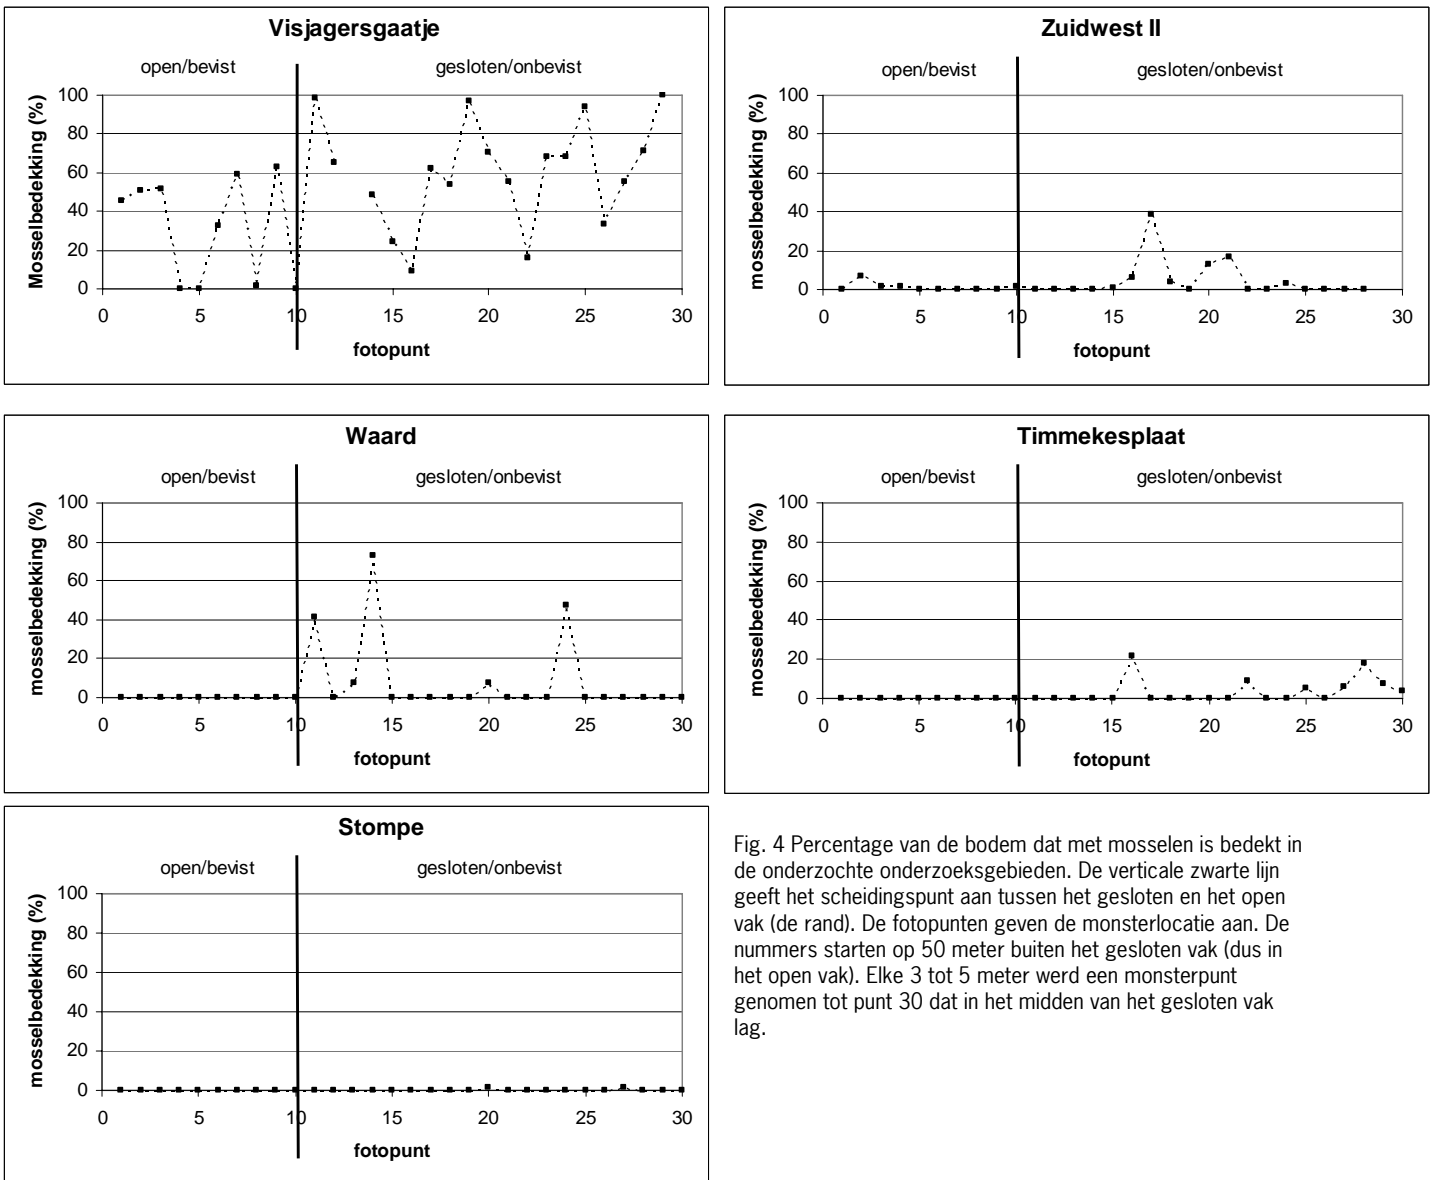 Visjagersgaatje
open/bevist gesloten/onbevist
Mosselbedekking (%)
100
80
60
40
20
0
0 5 10 15 20 25 30
fotopunt
Zuidwest II
open/bevist gesloten/onbevist
mosselbedekking (%)
100
80
60
40
20
0
0 5 10 15 20 25 30
fotopunt
Waard
open/bevist gesloten/onbevist
mosselbedekking (%)
100
80
60
40
20
0
0 5 10 15 20 25 30
fotopunt
Timmekesplaat
open/bevist gesloten/onbevist
mosselbedekking (%)
100
80
60
40
20
0
0 5 10 15 20 25 30
fotopunt
Stompe
open/bevist gesloten/onbevist
mosselbedekking (%)
100
80
60
40
20
0
0 5 10 15 20 25 30
fotopunt
Fig. 4 Percentage van de bodem dat met mosselen is bedekt in
de onderzochte onderzoeksgebieden. De verticale zwarte lijn
geeft het scheidingspunt aan tussen het gesloten en het open
vak (de rand). De fotopunten geven de monsterlocatie aan. De
nummers starten op 50 meter buiten het gesloten vak (dus in
het open vak). Elke 3 tot 5 meter werd een monsterpunt
genomen tot punt 30 dat in het midden van het gesloten vak
lag.